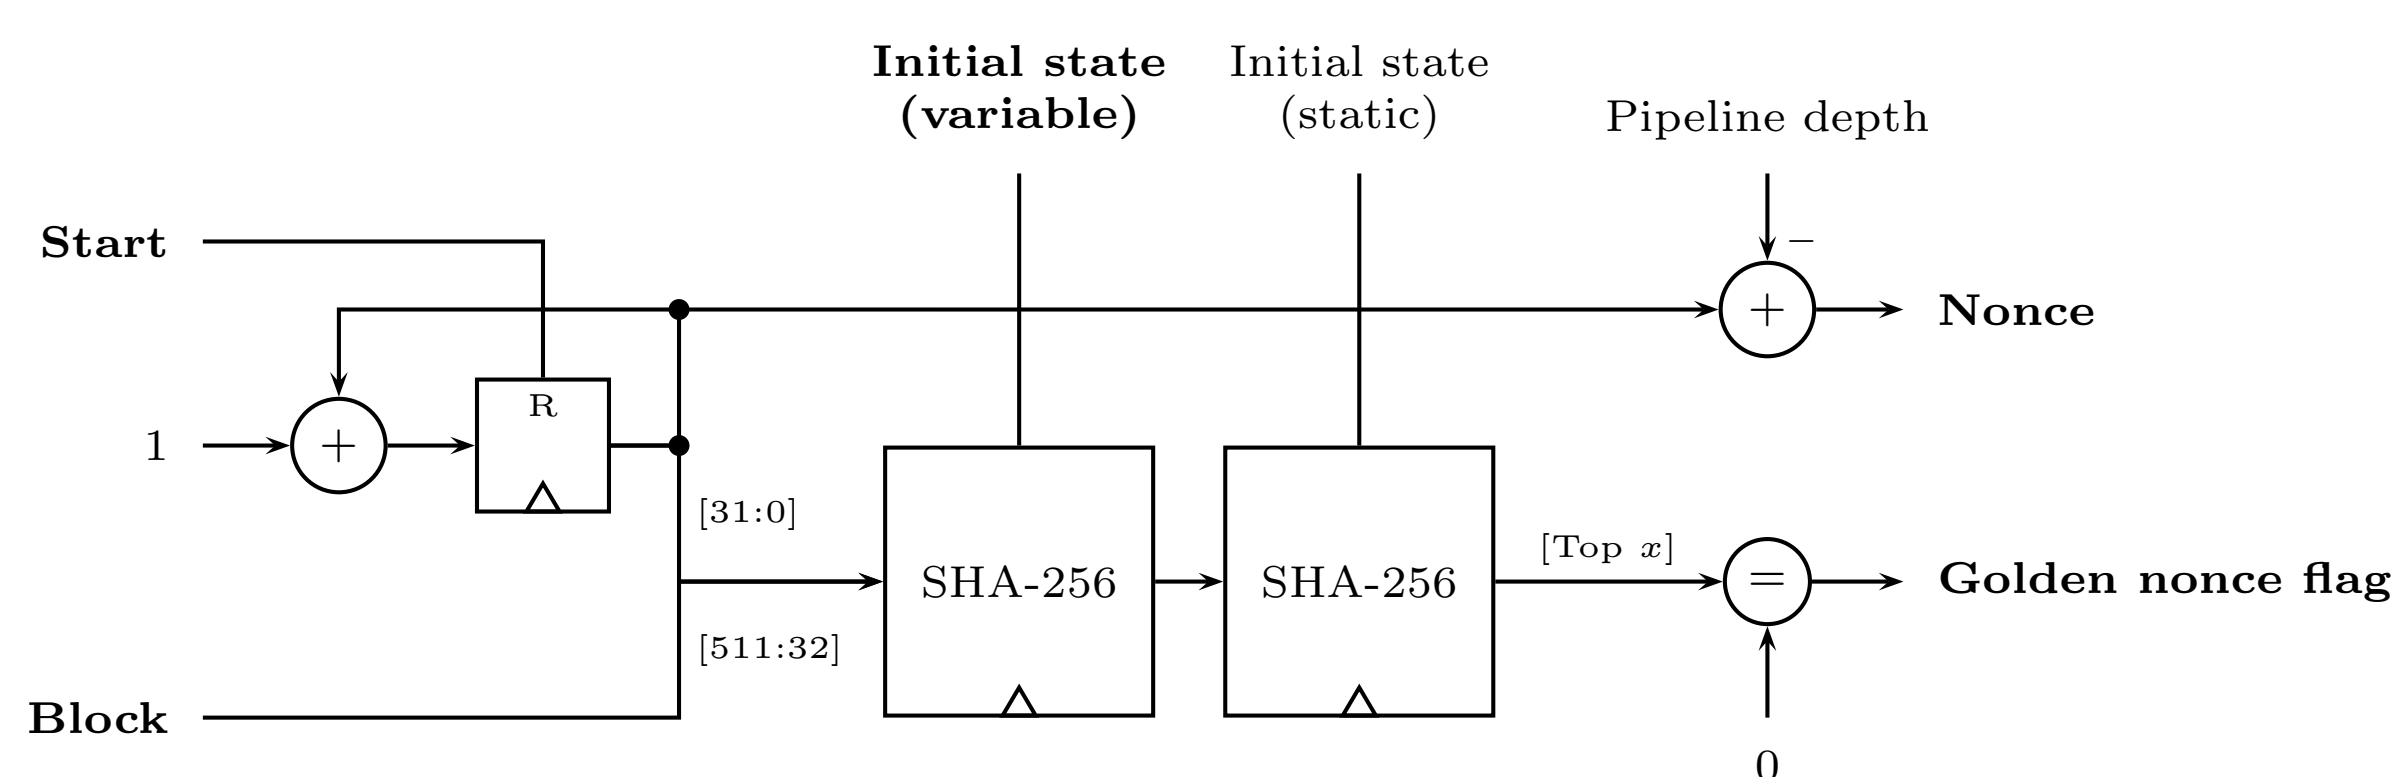 Initial state
(variable)
Initial state
(static)
Pipeline depth
Start
–
+
Nonce
R
1
+
[31:0]
[Top x]
SHA-256
SHA-256
=
Golden nonce flag
[511:32]
Block
0